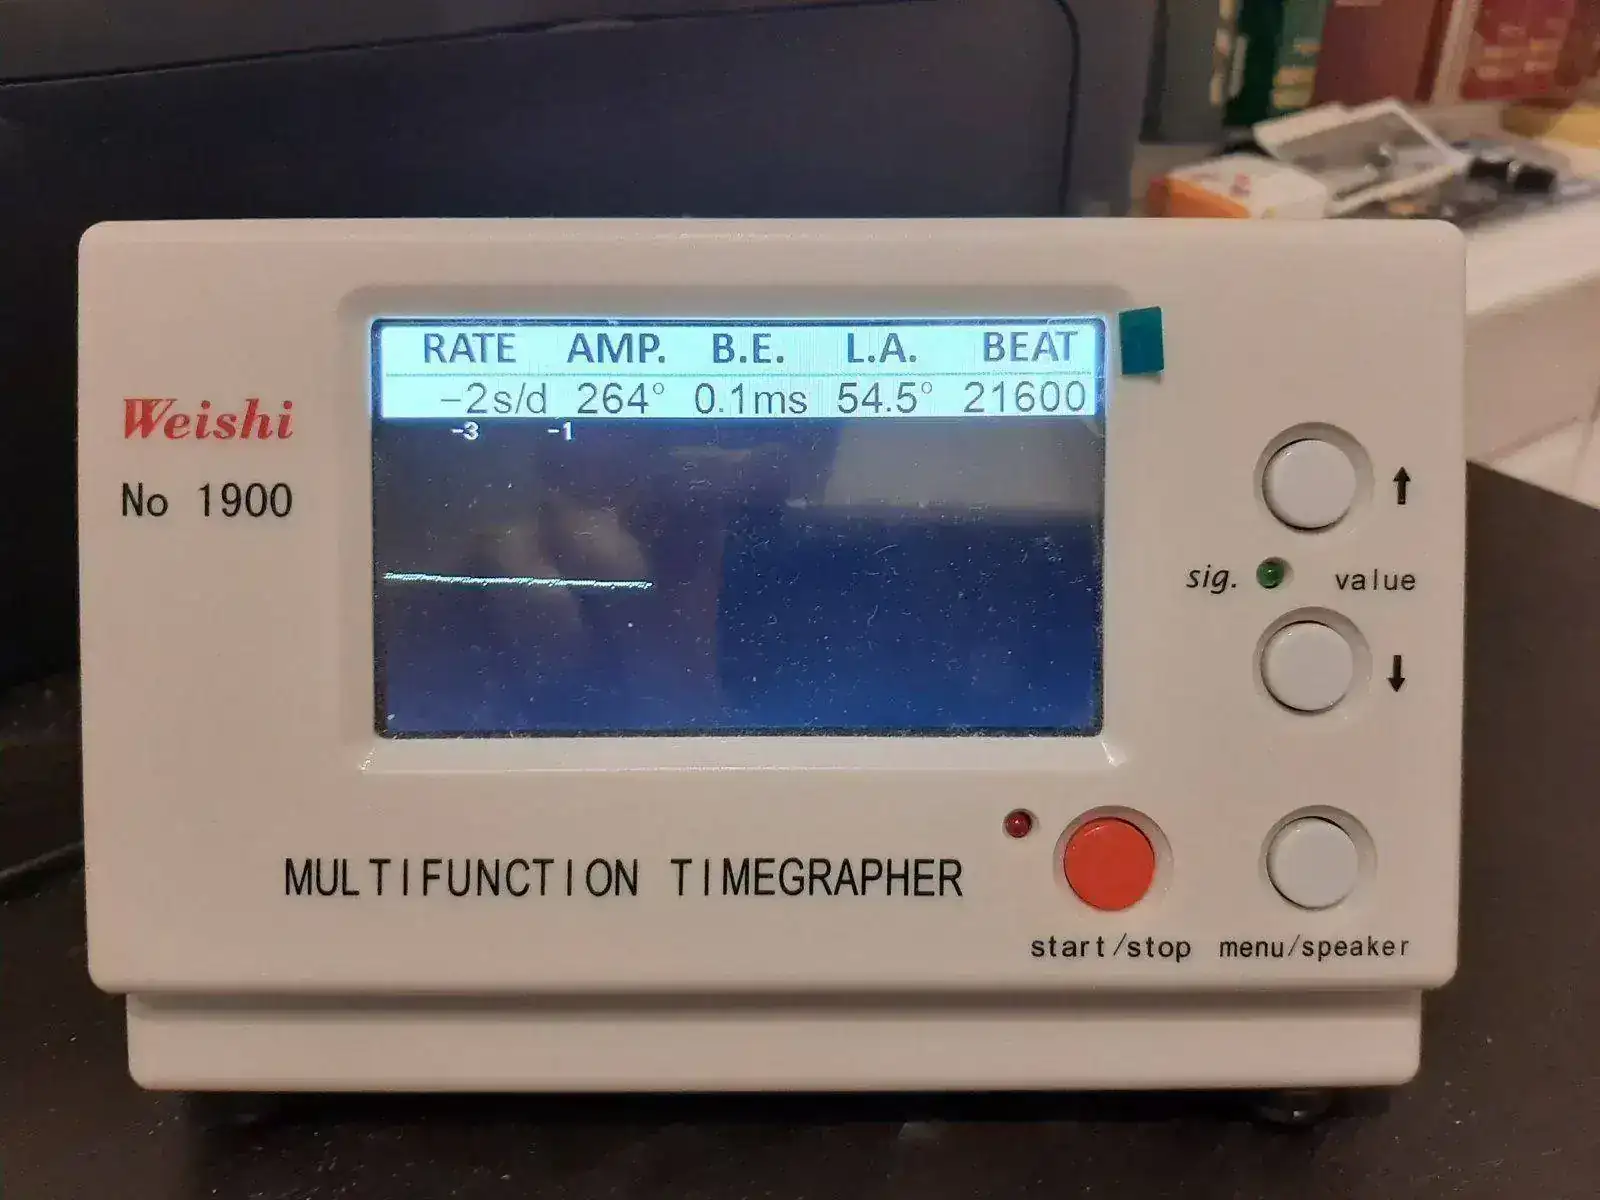 RATE AMP. B.E. L.A. BEAT
-2s/d 264° 0.1ms 54.5° 21600
-3 -1
Weishi
No 1900
↑
sig. value
↓
MULTIFUNCTION TIMEGRAPHER
start/stop menu/speaker